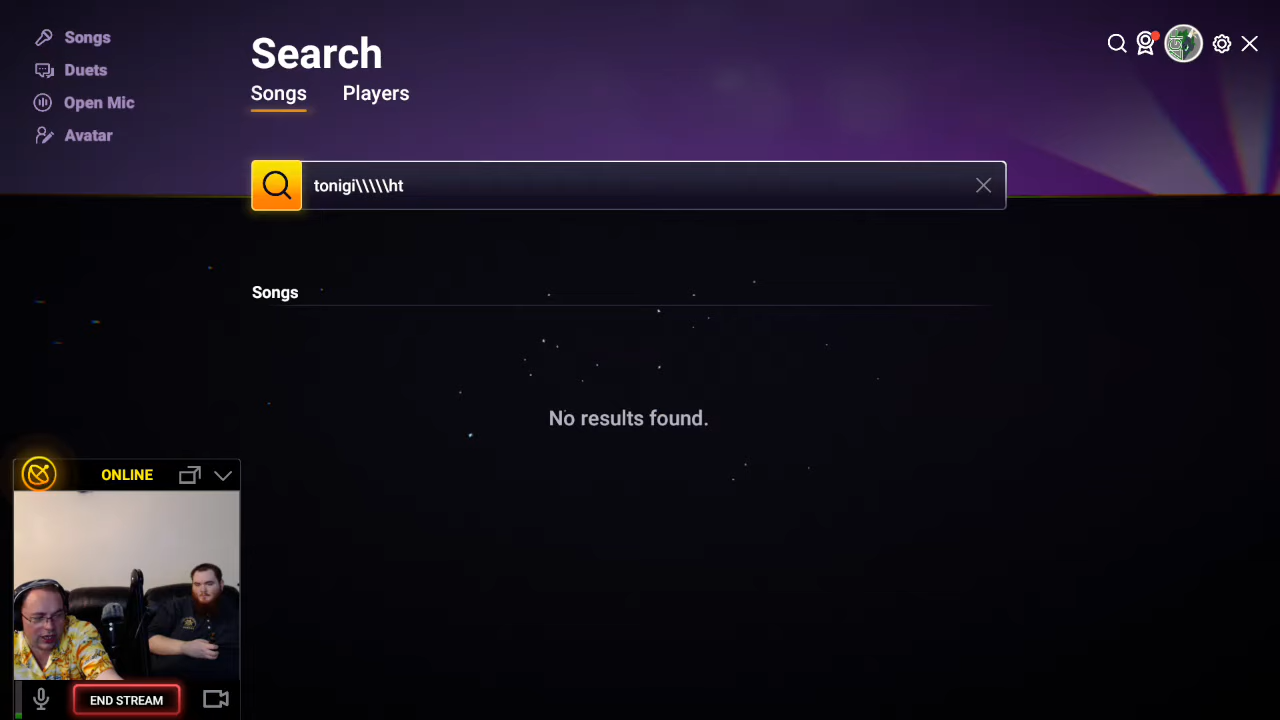 Songs
Duets
Open Mic
Avatar
Search
Songs Players
tonigi\\\\\ht
Songs
No results found.
ONLINE
END STREAM